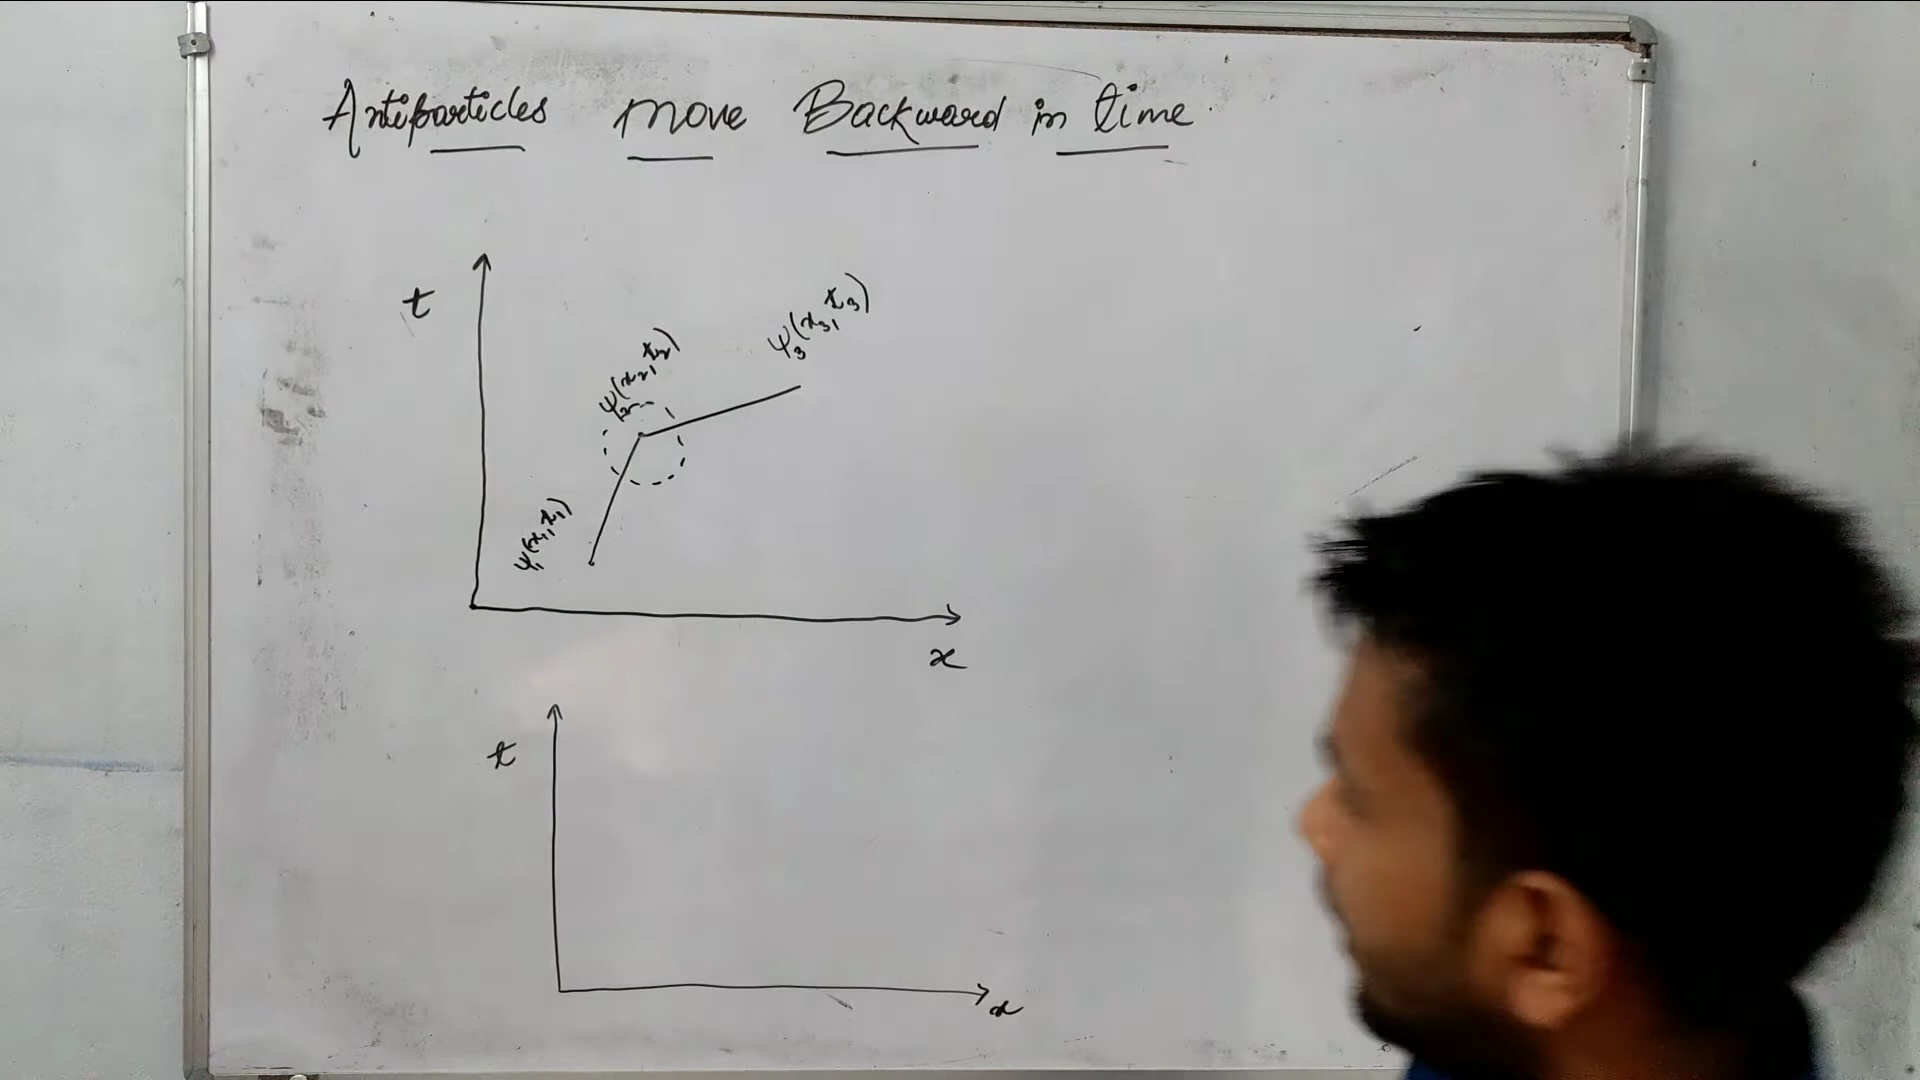 Antiparticles move Backward in time.
t
ψ₃(x₃, t₃)
ψ₂(x₂, t₂)
ψ₁(x₁, t₁)
x
t
x